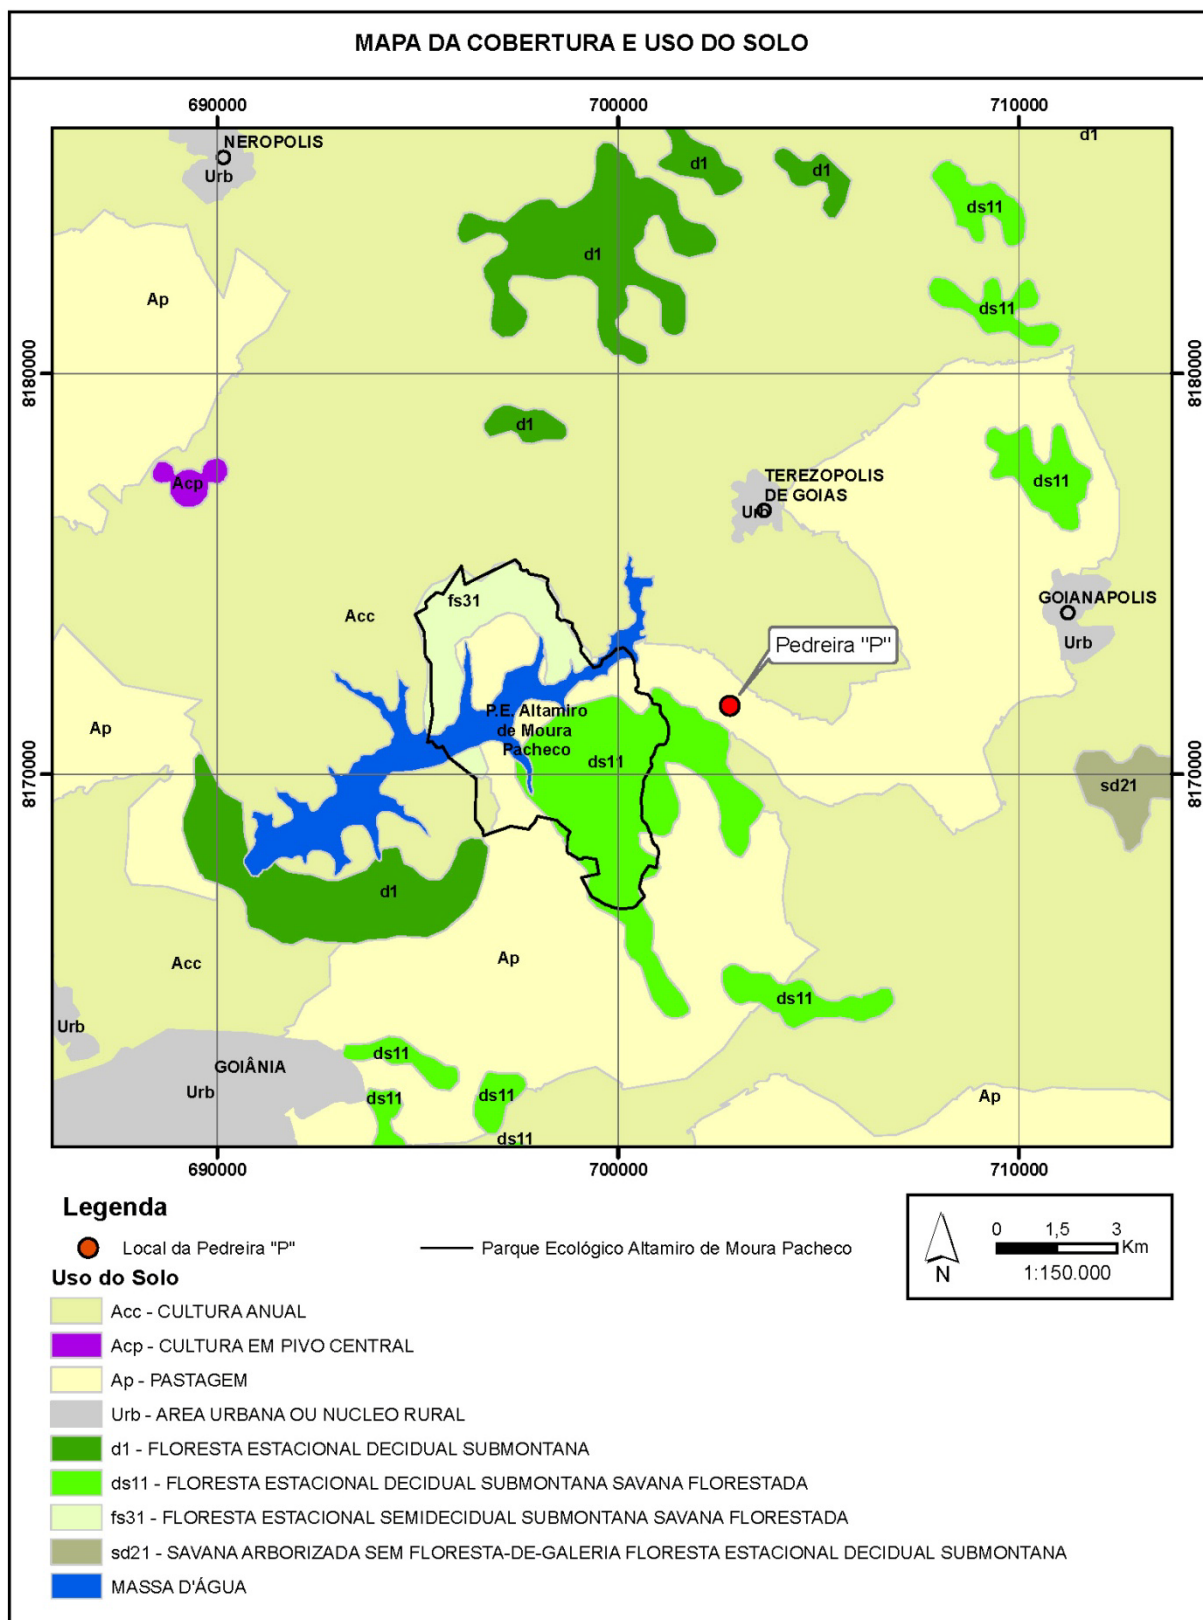 MAPA DA COBERTURA E USO DO SOLO
690000
700000
710000
NEROPOLIS
Urb
d1
d1
d1
ds11
d1
Ap
ds11
8180000
8180000
d1
Acp
TEREZOPOLIS
DE GOIAS
Urb
ds11
fs31
Acc
GOIANAPOLIS
Urb
Pedreira "P"
P.E. Altamiro
de Moura
Pacheco
Ap
ds11
8170000
8170000
sd21
d1
Acc
Ap
ds11
Urb
GOIÂNIA
Urb
ds11
ds11
ds11
ds11
Ap
690000
700000
710000
Legenda
Local da Pedreira "P"
Parque Ecológico Altamiro de Moura Pacheco
0 1,5 3
Km
N
1:150.000
Uso do Solo
Acc - CULTURA ANUAL
Acp - CULTURA EM PIVO CENTRAL
Ap - PASTAGEM
Urb - AREA URBANA OU NUCLEO RURAL
d1 - FLORESTA ESTACIONAL DECIDUAL SUBMONTANA
ds11 - FLORESTA ESTACIONAL DECIDUAL SUBMONTANA SAVANA FLORESTADA
fs31 - FLORESTA ESTACIONAL SEMIDECIDUAL SUBMONTANA SAVANA FLORESTADA
sd21 - SAVANA ARBORIZADA SEM FLORESTA-DE-GALERIA FLORESTA ESTACIONAL DECIDUAL SUBMONTANA
MASSA D'ÁGUA